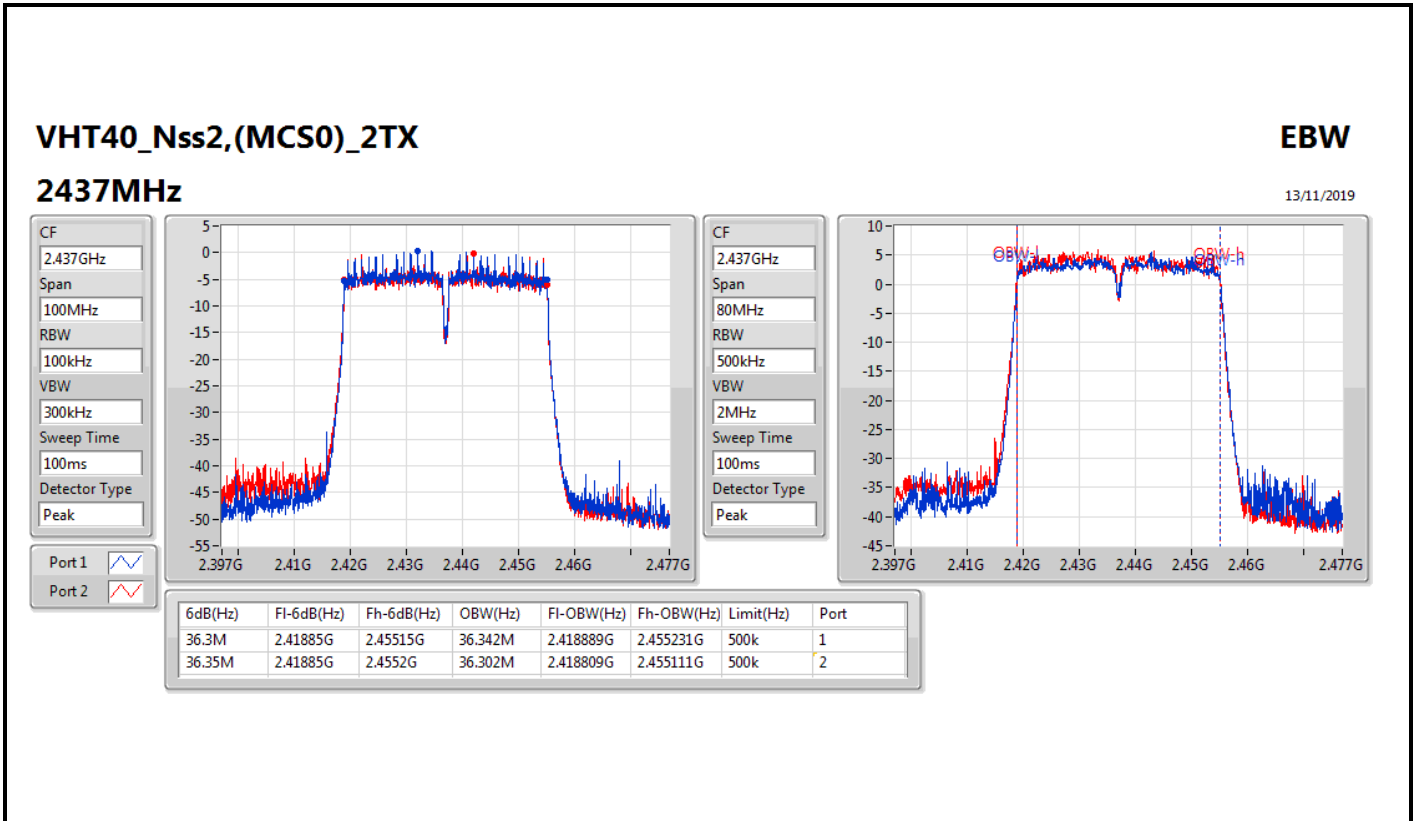 VHT40_Nss2,(MCS0)_2TX
EBW
2437MHz
13/11/2019
CF
2.437GHz
Span
100MHz
RBW
100kHz
VBW
300kHz
Sweep Time
100ms
Detector Type
Peak
Port 1
Port 2
5
0
-5
-10
-15
-20
-25
-30
-35
-40
-45
-50
-55
2.397G 2.41G 2.42G 2.43G 2.44G 2.45G 2.46G 2.477G
CF
2.437GHz
Span
80MHz
RBW
500kHz
VBW
2MHz
Sweep Time
100ms
Detector Type
Peak
10
5
0
-5
-10
-15
-20
-25
-30
-35
-40
-45
OBW-l OBW-h
OBW-h
2.397G 2.41G 2.42G 2.43G 2.44G 2.45G 2.46G 2.477G
6dB(Hz) Fl-6dB(Hz) Fh-6dB(Hz) OBW(Hz) Fl-OBW(Hz) Fh-OBW(Hz) Limit(Hz) Port
36.3M 2.41885G 2.45515G 36.342M 2.418889G 2.455231G 500k 1
36.35M 2.41885G 2.4552G 36.302M 2.418809G 2.455111G 500k 2